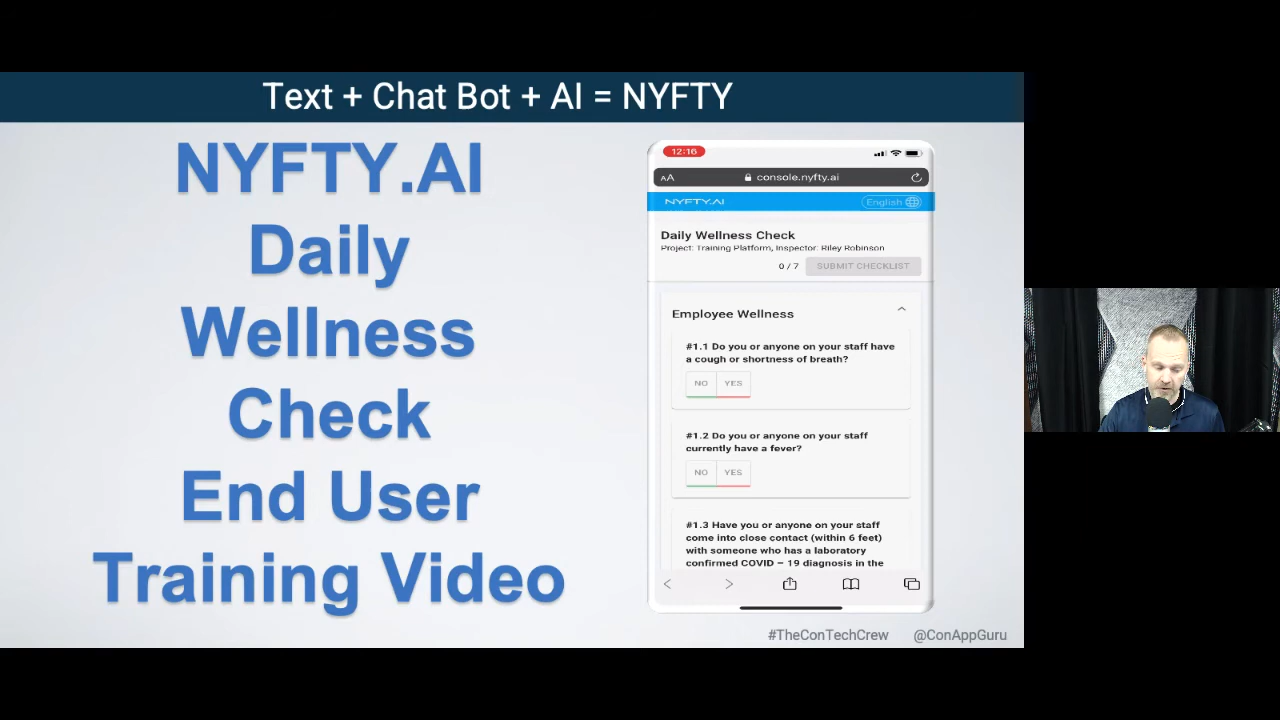 Text + Chat Bot + AI = NYFTY
NYFTY.AI
Daily
Wellness
Check
End User
Training Video
12:16
AA
console.nyfty.ai
NYFTY.AI
English
Daily Wellness Check
Project: Training Platform, Inspector: Riley Robinson
0 / 7
SUBMIT CHECKLIST
Employee Wellness
#1.1 Do you or anyone on your staff have
a cough or shortness of breath?
NO
YES
#1.2 Do you or anyone on your staff
currently have a fever?
NO
YES
#1.3 Have you or anyone on your staff
come into close contact (within 6 feet)
with someone who has a laboratory
confirmed COVID – 19 diagnosis in the
#TheConTechCrew
@ConAppGuru